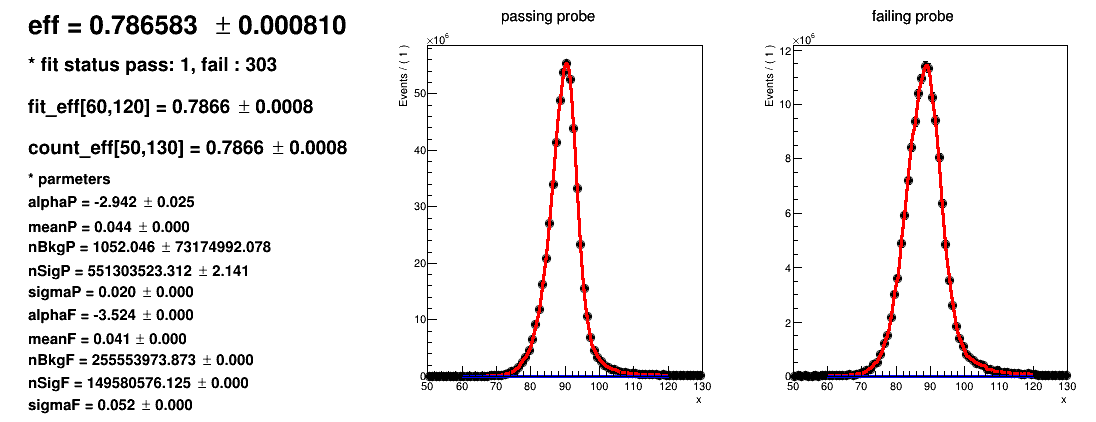 eff = 0.786583 ± 0.000810
* fit status pass: 1, fail : 303
fit_eff[60,120] = 0.7866 ± 0.0008
count_eff[50,130] = 0.7866 ± 0.0008
* parmeters
alphaP = -2.942 ± 0.025
meanP = 0.044 ± 0.000
nBkgP = 1052.046 ± 73174992.078
nSigP = 551303523.312 ± 2.141
sigmaP = 0.020 ± 0.000
alphaF = -3.524 ± 0.000
meanF = 0.041 ± 0.000
nBkgF = 255553973.873 ± 0.000
nSigF = 149580576.125 ± 0.000
sigmaF = 0.052 ± 0.000
passing probe
×10⁶
Events / ( 1 )
50
40
30
20
10
0
50 60 70 80 90 100 110 120 130
x
failing probe
×10⁶
Events / ( 1 )
12
10
8
6
4
2
0
50 60 70 80 90 100 110 120 130
x